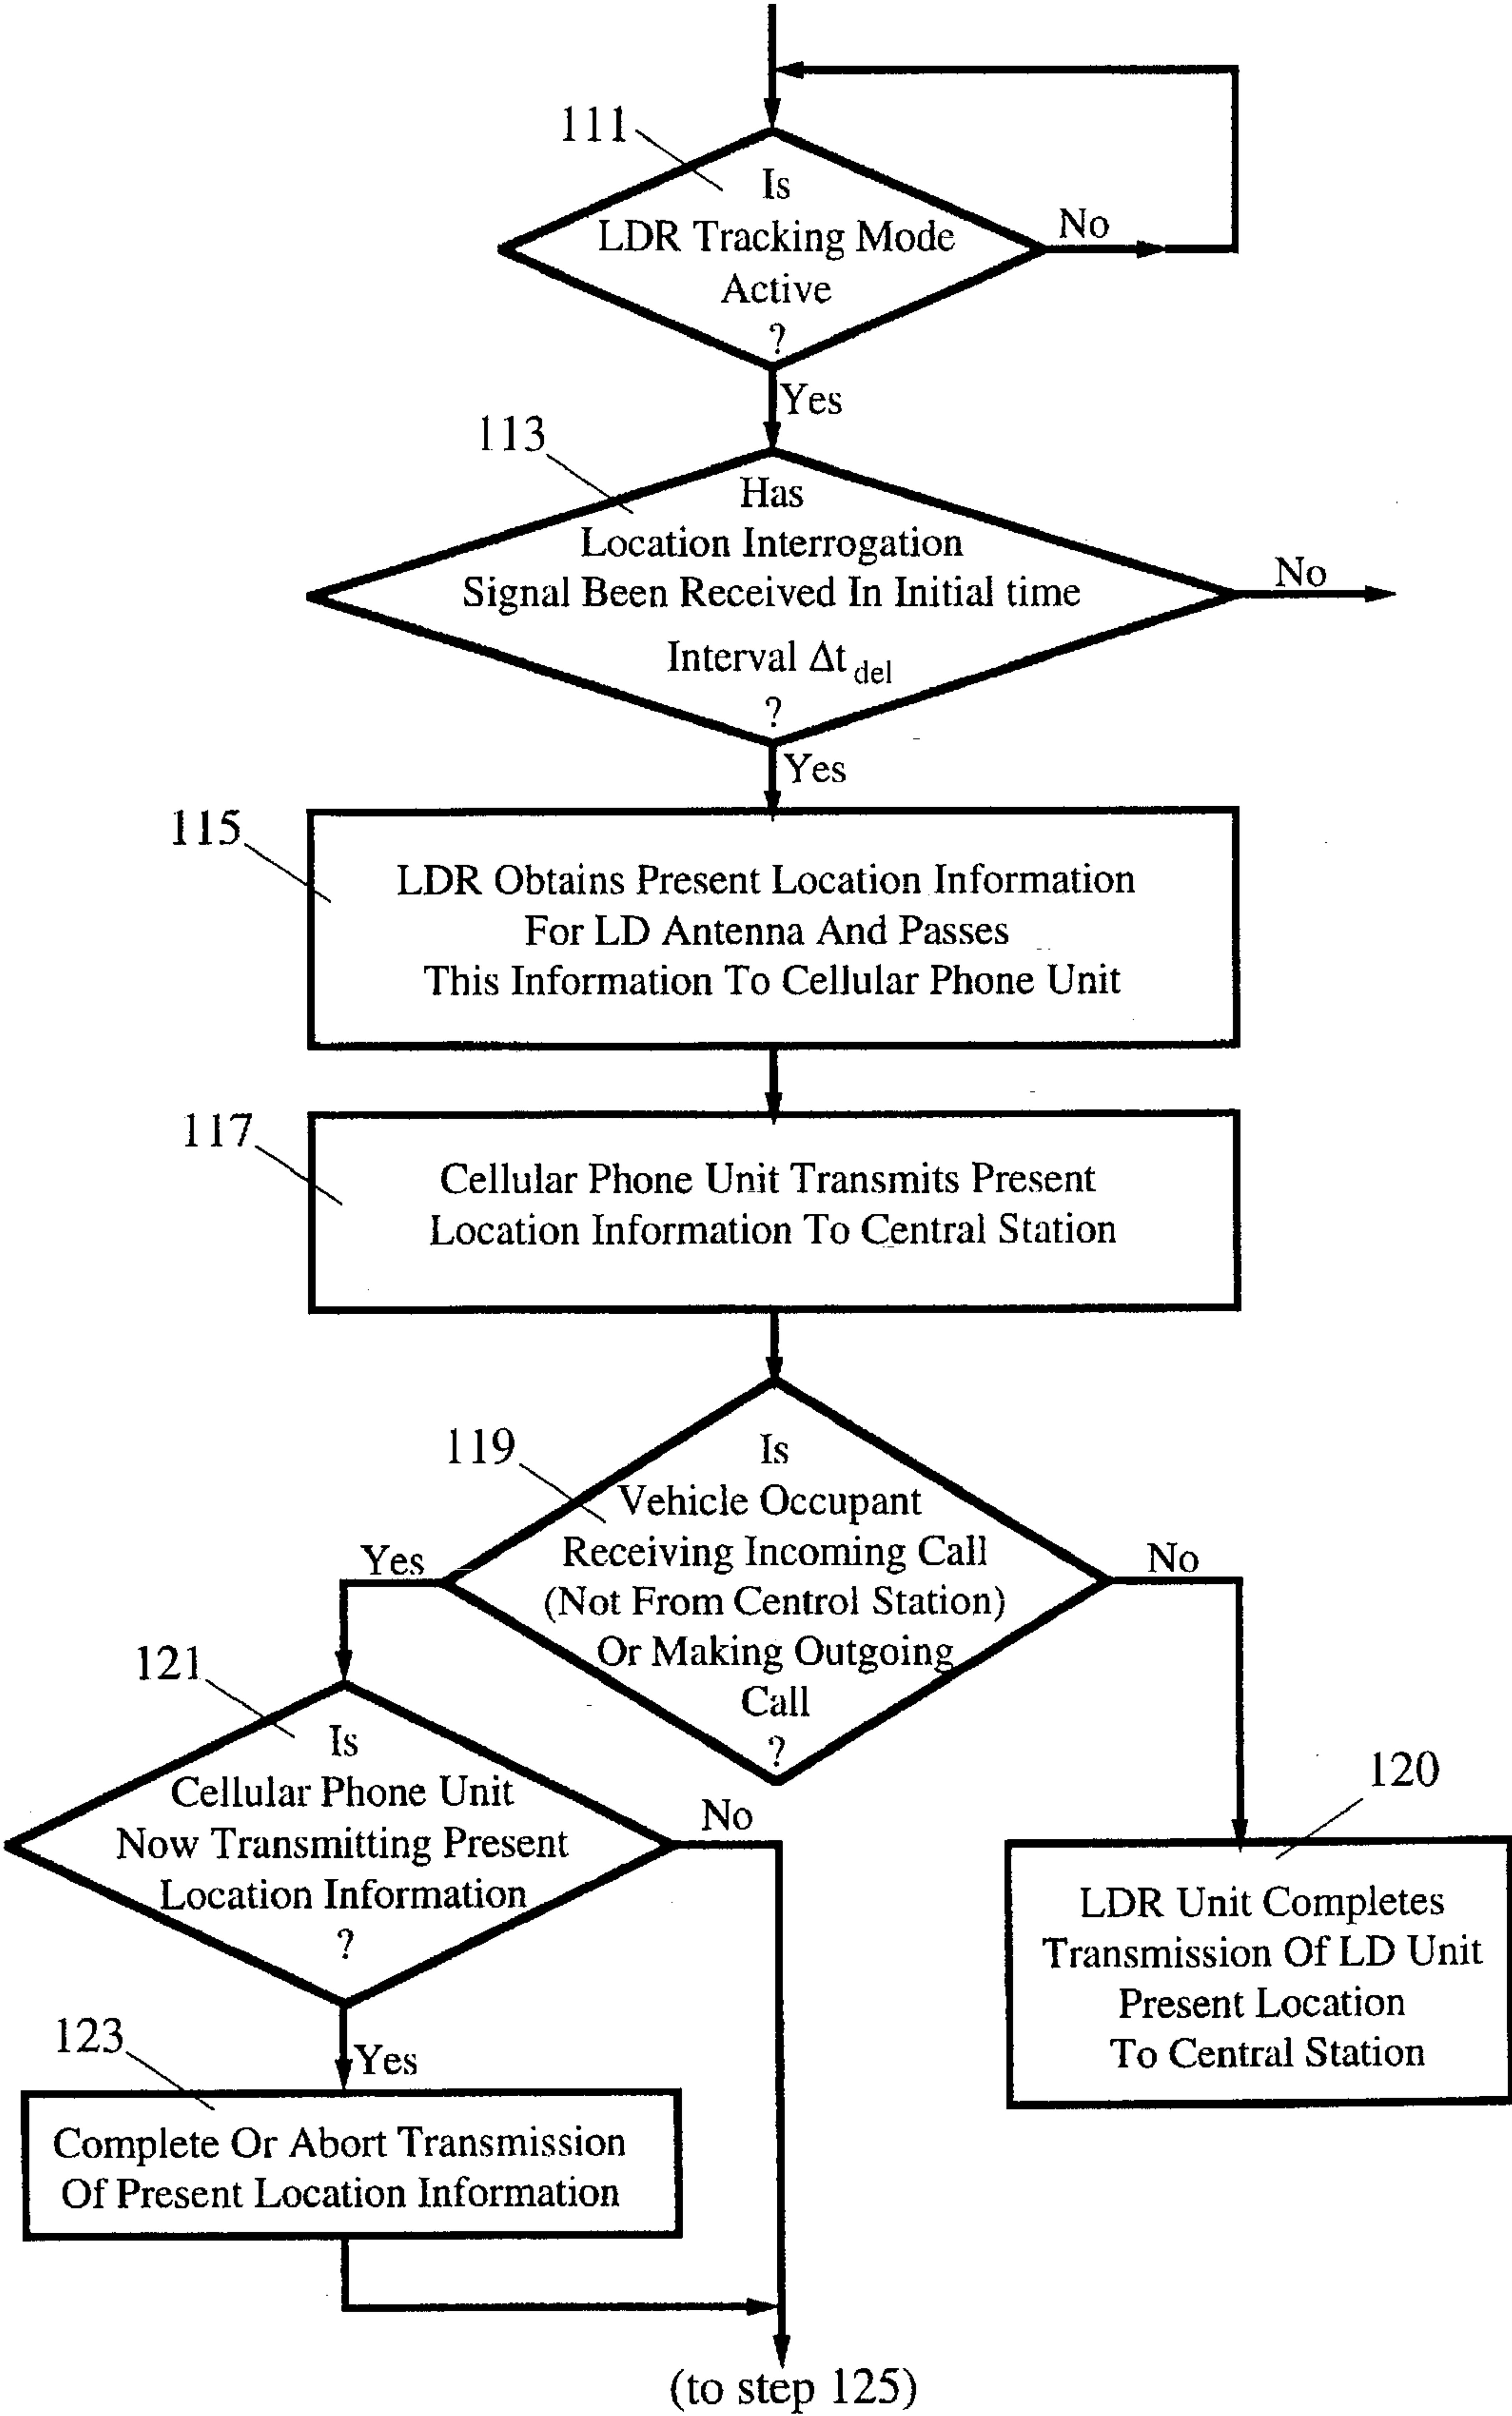 111
Is
LDR Tracking Mode
Active
?
No
Yes
113
Has
Location Interrogation
Signal Been Received In Initial time
Interval Δt del
?
No
Yes
115
LDR Obtains Present Location Information
For LD Antenna And Passes
This Information To Cellular Phone Unit
117
Cellular Phone Unit Transmits Present
Location Information To Central Station
119
Is
Vehicle Occupant
Receiving Incoming Call
(Not From Central Station)
Or Making Outgoing
Call
?
Yes
No
121
Is
Cellular Phone Unit
Now Transmitting Present
Location Information
?
No
Yes
120
LDR Unit Completes
Transmission Of LD Unit
Present Location
To Central Station
123
Complete Or Abort Transmission
Of Present Location Information
(to step 125)